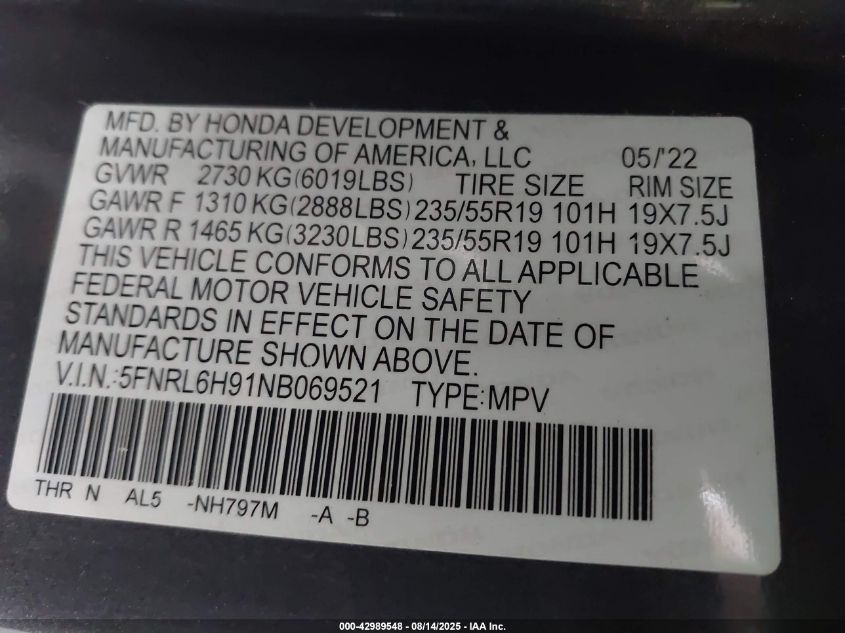 MFD. BY HONDA DEVELOPMENT &
MANUFACTURING OF AMERICA, LLC 05/'22
GVWR 2730 KG(6019LBS) TIRE SIZE RIM SIZE
GAWR F 1310 KG(2888LBS) 235/55R19 101H 19X7.5J
GAWR R 1465 KG(3230LBS) 235/55R19 101H 19X7.5J
THIS VEHICLE CONFORMS TO ALL APPLICABLE
FEDERAL MOTOR VEHICLE SAFETY
STANDARDS IN EFFECT ON THE DATE OF
MANUFACTURE SHOWN ABOVE.
V.I.N.:5FNRL6H91NB069521 TYPE:MPV
THR N AL5 -NH797M -A -B
000-42989548 - 08/14/2025 - IAA Inc.